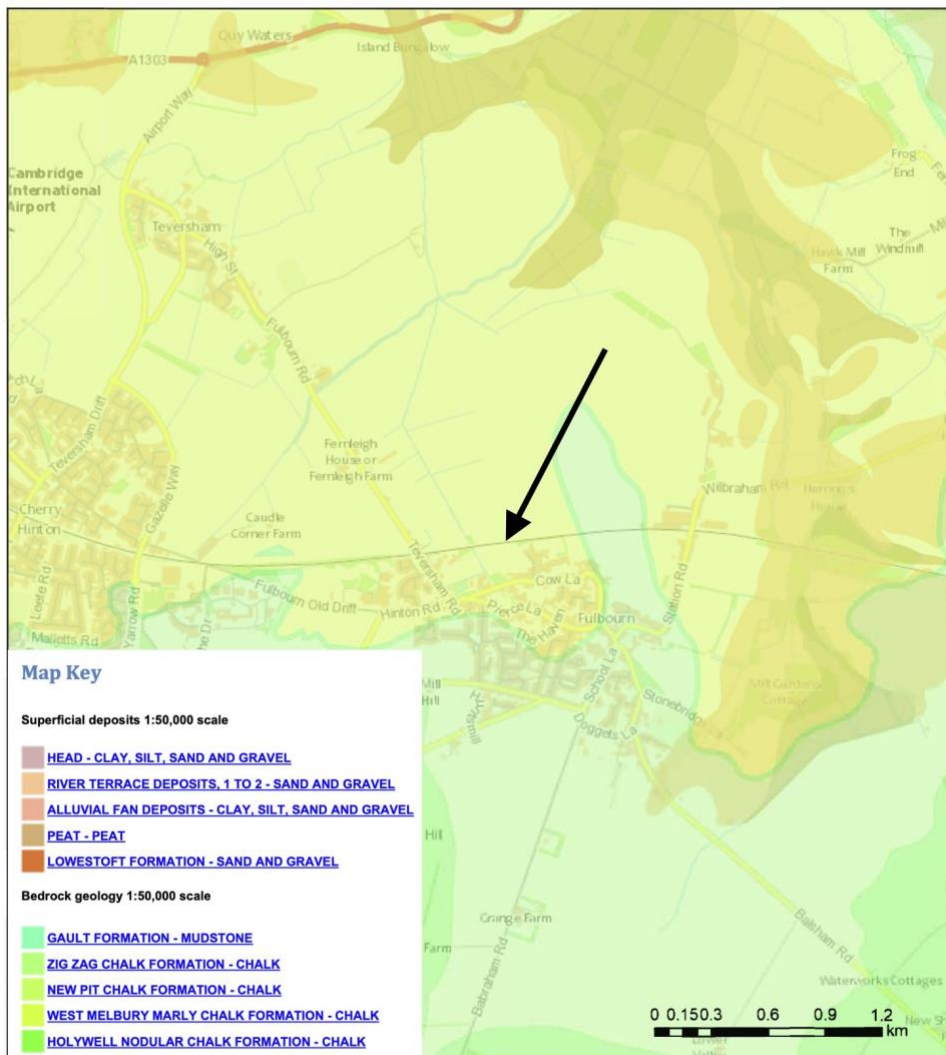 Quy Waters
Island Bungalow
A1303
Airport Way
Cambridge
International
Airport
Frog
End
Teversham
High St
The
Windmill
Hawk Mill
Farm
Fulbourn Rd
Teversham Drift
Gazelle Way
Fernleigh
House or
Fernleigh Farm
Wilbraham Rd
Cherry
Hinton
Caudle
Corner Farm
Teversham Rd
Loete Rd
Fulbourn Old Drift
Hinton Rd
Cow La
Pierce La
The Haven
Fulbourn
Station Rd
Mallotts Rd
Yarrow Rd
School La
Stonebridge
Mill
Hill
Doggets La
Map Key
Superficial deposits 1:50,000 scale
HEAD - CLAY, SILT, SAND AND GRAVEL
RIVER TERRACE DEPOSITS, 1 TO 2 - SAND AND GRAVEL
ALLUVIAL FAN DEPOSITS - CLAY, SILT, SAND AND GRAVEL
PEAT - PEAT
LOWESTOFT FORMATION - SAND AND GRAVEL
Bedrock geology 1:50,000 scale
GAULT FORMATION - MUDSTONE
ZIG ZAG CHALK FORMATION - CHALK
NEW PIT CHALK FORMATION - CHALK
WEST MELBURY MARLY CHALK FORMATION - CHALK
HOLYWELL NODULAR CHALK FORMATION - CHALK
Hill
Grange Farm
Farm
Babraham Rd
Balsham Rd
Waterworks Cottages
0 0.15 0.3 0.6 0.9 1.2
km